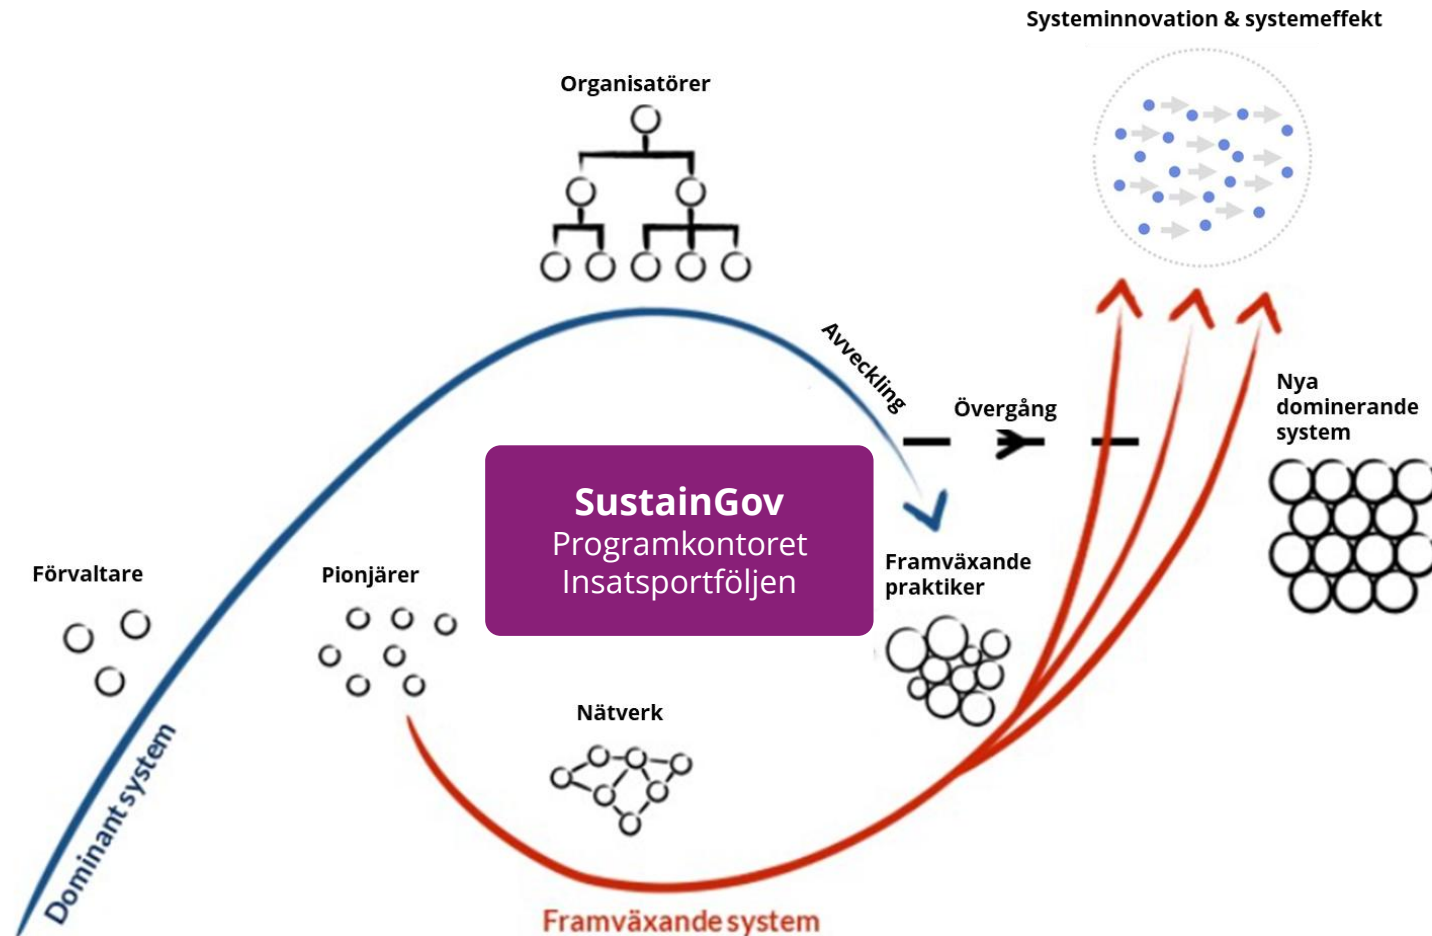 Systeminnovation & systemeffekt
Organisatörer
Avveckling
Övergång
Nya
dominerande
system
SustainGov
Programkontoret
Insatsportföljen
Framväxande
praktiker
Förvaltare
Pionjärer
Nätverk
Dominant system
Framväxande system